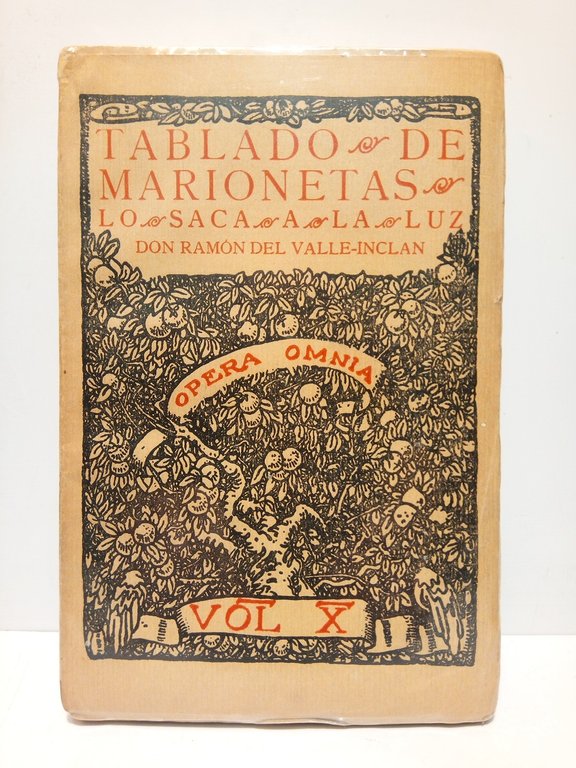 TABLADO DE
MARIONETAS
LO SACA A LA LUZ
DON RAMÓN DEL VALLE-INCLAN
OPERA OMNIA
VOL X